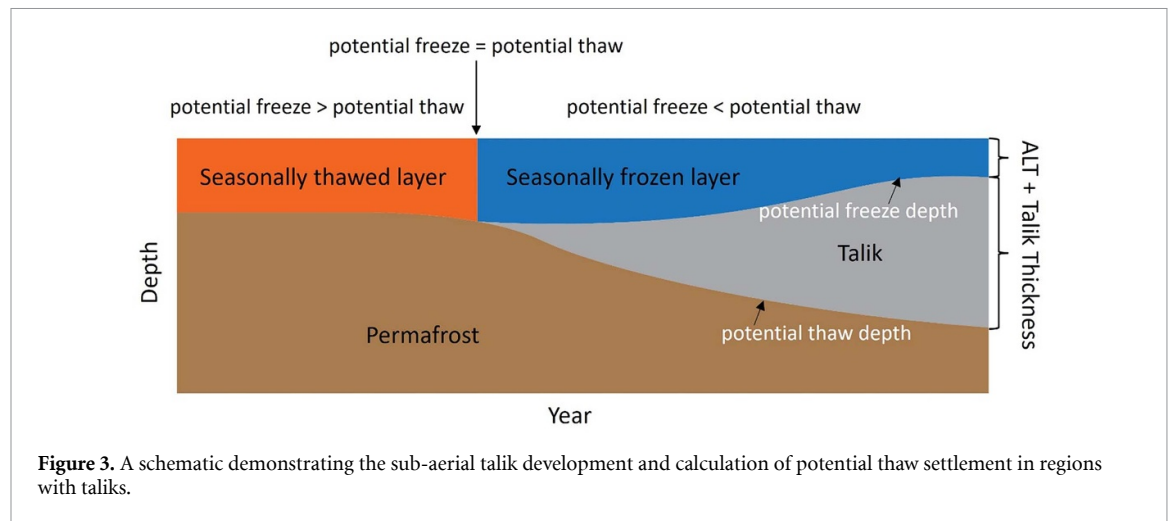 potential freeze = potential thaw
potential freeze > potential thaw
potential freeze < potential thaw
Seasonally thawed layer
Seasonally frozen layer
potential freeze depth
Talik
potential thaw depth
Permafrost
Depth
ALT + Talik Thickness
Year
Figure 3. A schematic demonstrating the sub-aerial talik development and calculation of potential thaw settlement in regions
with taliks.